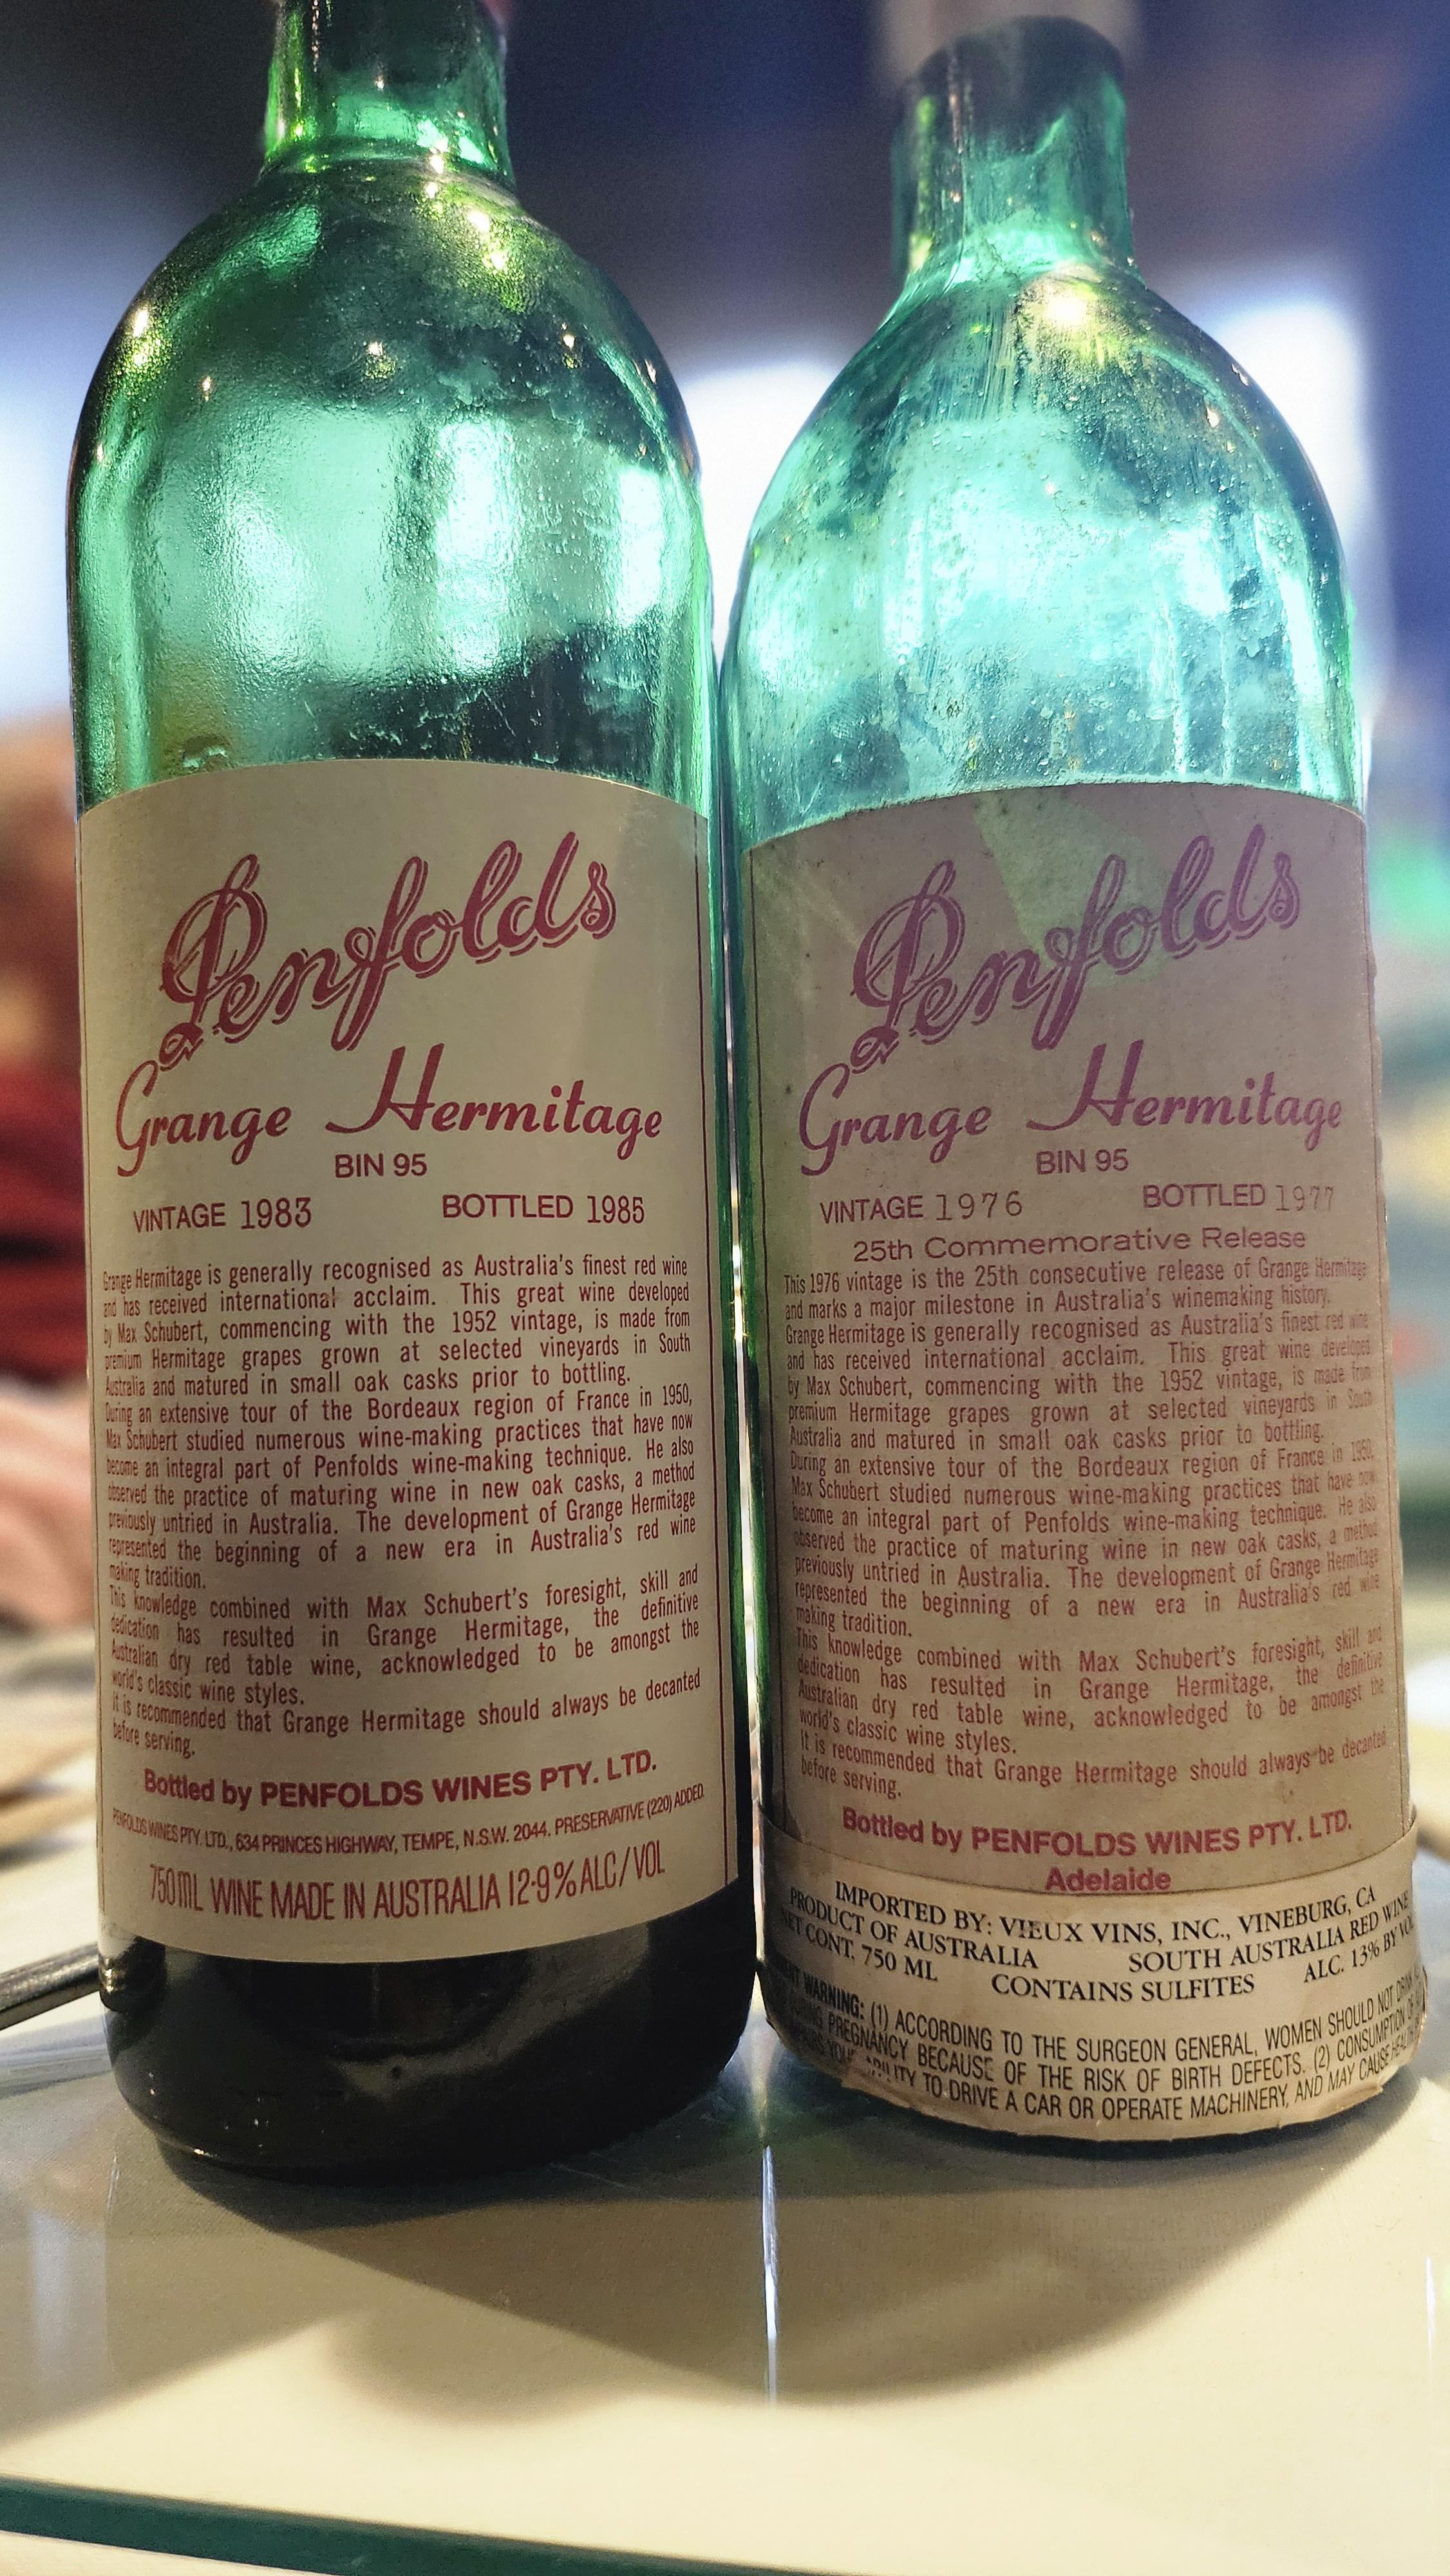 Penfolds
Grange Hermitage
BIN 95
VINTAGE 1983 BOTTLED 1985
Grange Hermitage is generally recognised as Australia's finest red wine
and has received international acclaim. This great wine developed
by Max Schubert, commencing with the 1952 vintage, is made from
premium Hermitage grapes grown at selected vineyards in South
Australia and matured in small oak casks prior to bottling.
During an extensive tour of the Bordeaux region of France in 1950,
Max Schubert studied numerous wine-making practices that have now
become an integral part of Penfolds wine-making technique. He also
observed the practice of maturing wine in new oak casks, a method
previously untried in Australia. The development of Grange Hermitage
represented the beginning of a new era in Australia's red wine
making tradition.
This knowledge combined with Max Schubert's foresight, skill and
dedication has resulted in Grange Hermitage, the definitive
Australian dry red table wine, acknowledged to be amongst the
world's classic wine styles.
It is recommended that Grange Hermitage should always be decanted
before serving.
Bottled by PENFOLDS WINES PTY. LTD.
PENFOLDS WINES PTY. LTD., 634 PRINCES HIGHWAY, TEMPE, N.S.W. 2044. PRESERVATIVE (220) ADDED
750ML WINE MADE IN AUSTRALIA 12·9% ALC/VOL
Penfolds
Grange Hermitage
BIN 95
VINTAGE 1976 BOTTLED 1977
25th Commemorative Release
This 1976 vintage is the 25th consecutive release of Grange Hermitage
and marks a major milestone in Australia's winemaking history.
Grange Hermitage is generally recognised as Australia's finest red wine
and has received international acclaim. This great wine developed
by Max Schubert, commencing with the 1952 vintage, is made from
premium Hermitage grapes grown at selected vineyards in South
Australia and matured in small oak casks prior to bottling.
During an extensive tour of the Bordeaux region of France in 1950,
Max Schubert studied numerous wine-making practices that have now
become an integral part of Penfolds wine-making technique. He also
observed the practice of maturing wine in new oak casks, a method
previously untried in Australia. The development of Grange Hermitage
represented the beginning of a new era in Australia's red wine
making tradition.
This knowledge combined with Max Schubert's foresight, skill and
dedication has resulted in Grange Hermitage, the definitive
Australian dry red table wine, acknowledged to be amongst the
world's classic wine styles.
It is recommended that Grange Hermitage should always be decanted
before serving.
Bottled by PENFOLDS WINES PTY. LTD.
Adelaide
IMPORTED BY: VIEUX VINS, INC., VINEBURG, CA
PRODUCT OF AUSTRALIA SOUTH AUSTRALIA RED WINE
NET CONT. 750 ML CONTAINS SULFITES ALC. 13% BY VOL
WARNING: (1) ACCORDING TO THE SURGEON GENERAL, WOMEN SHOULD NOT DRINK
PREGNANCY BECAUSE OF THE RISK OF BIRTH DEFECTS. (2) CONSUMPTION
YOUR ABILITY TO DRIVE A CAR OR OPERATE MACHINERY, AND MAY CAUSE